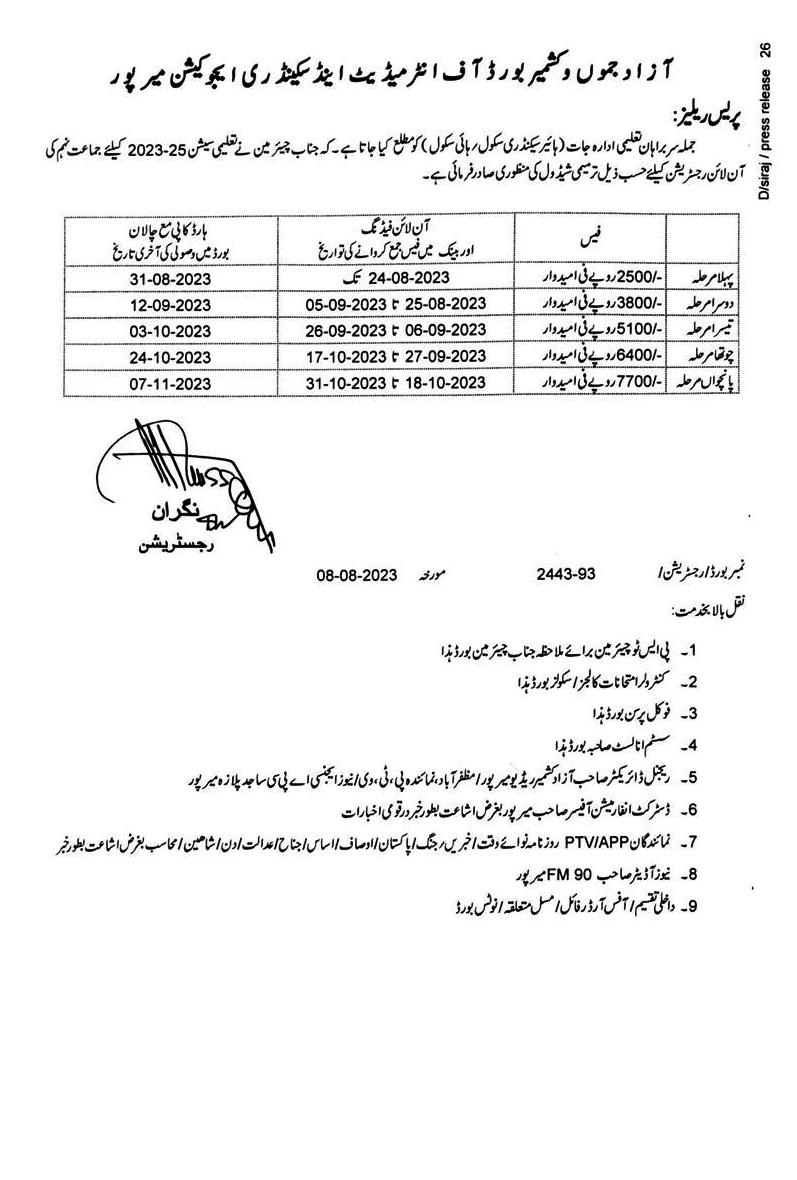 آزاد جموں و کشمیر بورڈ آف انٹرمیڈیٹ اینڈ سکینڈری ایجوکیشن میرپور
D/siraj / press release 26
پریس ریلیز:
جملہ سربراہان تعلیمی ادارہ جات (ہائیر سیکنڈری سکول / ہائی سکول) کو مطلع کیا جاتا ہے۔ کہ جناب چیئرمین نے تعلیمی سیشن 2023-25 کیلئے جماعت نہم کی
آن لائن رجسٹریشن کیلئے حسب ذیل ترمیمی شیڈول کی منظوری صادر فرمائی ہے۔
فیس | آن لائن فیڈنگ اور بینک میں فیس جمع کروانے کی تواریخ | ہارڈ کاپی مع چالان بورڈ میں وصولی کی آخری تاریخ
پہلا مرحلہ | 2500/- روپے فی امیدوار | 24-08-2023 تک | 31-08-2023
دوسرا مرحلہ | 3800/- روپے فی امیدوار | 25-08-2023 تا 05-09-2023 | 12-09-2023
تیسرا مرحلہ | 5100/- روپے فی امیدوار | 06-09-2023 تا 26-09-2023 | 03-10-2023
چوتھا مرحلہ | 6400/- روپے فی امیدوار | 27-09-2023 تا 17-10-2023 | 24-10-2023
پانچواں مرحلہ | 7700/- روپے فی امیدوار | 18-10-2023 تا 31-10-2023 | 07-11-2023
نگران
رجسٹریشن
نمبر بورڈ / رجسٹریشن / 2443-93 مورخہ 08-08-2023
نقل بالا بخدمت:
1۔ پی ایس ٹو چیئرمین برائے ملاحظہ جناب چیئرمین بورڈ ہذا
2۔ کنٹرولر امتحانات کالجز / سکولز بورڈ ہذا
3۔ فوکل پرسن بورڈ ہذا
4۔ سسٹم انالسٹ صاحبہ بورڈ ہذا
5۔ ریجنل ڈائریکٹر صاحب آزاد کشمیر ریڈیو میرپور / مظفرآباد، نمائندہ پی، ٹی، وی / نیوز ایجنسی اے پی سی ساجد پلازہ میرپور
6۔ ڈسٹرکٹ انفارمیشن آفیسر صاحب میرپور بغرض اشاعت بطور خبر در قومی اخبارات
7۔ نمائندگان PTV/APP روزنامہ نوائے وقت / خبریں / جنگ / پاکستان / اوصاف / اساس / جناح / عدالت / دن / شاھین / محاسب بغرض اشاعت بطور خبر
8۔ نیوز آڈیٹر صاحب FM 90 میرپور
9۔ داخلی تقسیم / آفس آرڈر فائل / مسل متعلقہ / نوٹس بورڈ